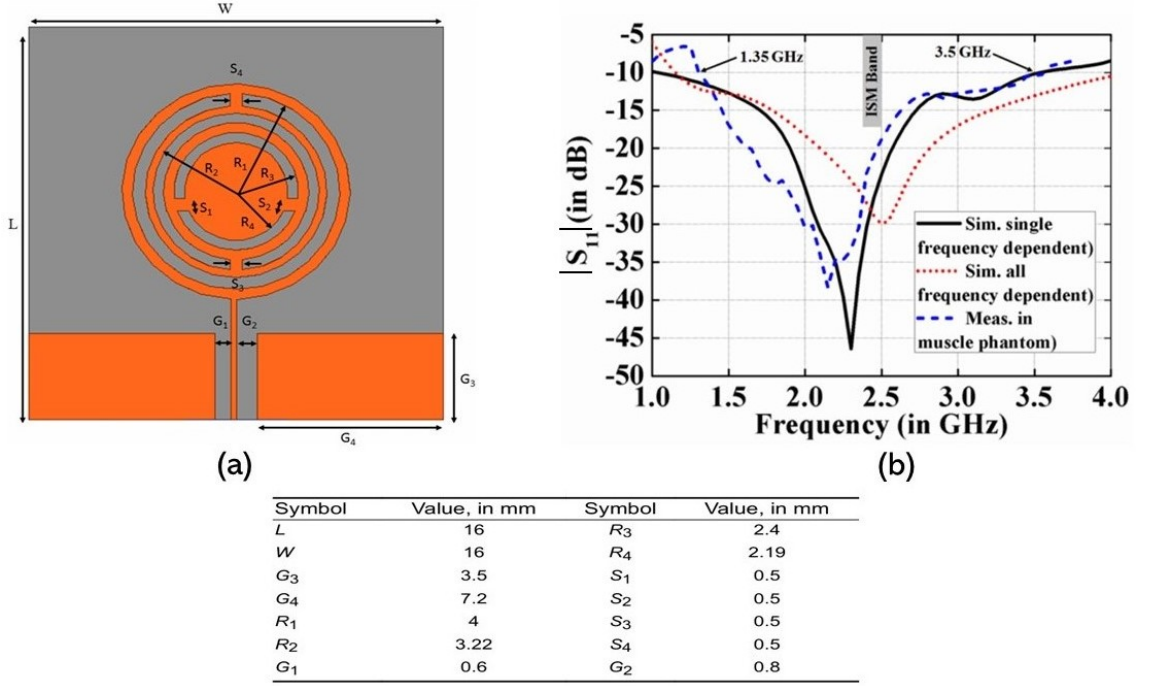 W
L
S4
R1
R2
R3
R4
S1
S2
S3
G1
G2
G3
G4
(a)
|S11| (in dB)
-5
-10
-15
-20
-25
-30
-35
-40
-45
-50
1.35 GHz
ISM Band
3.5 GHz
Sim. single
frequency dependent)
Sim. all
frequency dependent)
Meas. in
muscle phantom)
1.0 1.5 2.0 2.5 3.0 3.5 4.0
Frequency (in GHz)
(b)
Symbol Value, in mm Symbol Value, in mm
L 16 R3 2.4
W 16 R4 2.19
G3 3.5 S1 0.5
G4 7.2 S2 0.5
R1 4 S3 0.5
R2 3.22 S4 0.5
G1 0.6 G2 0.8